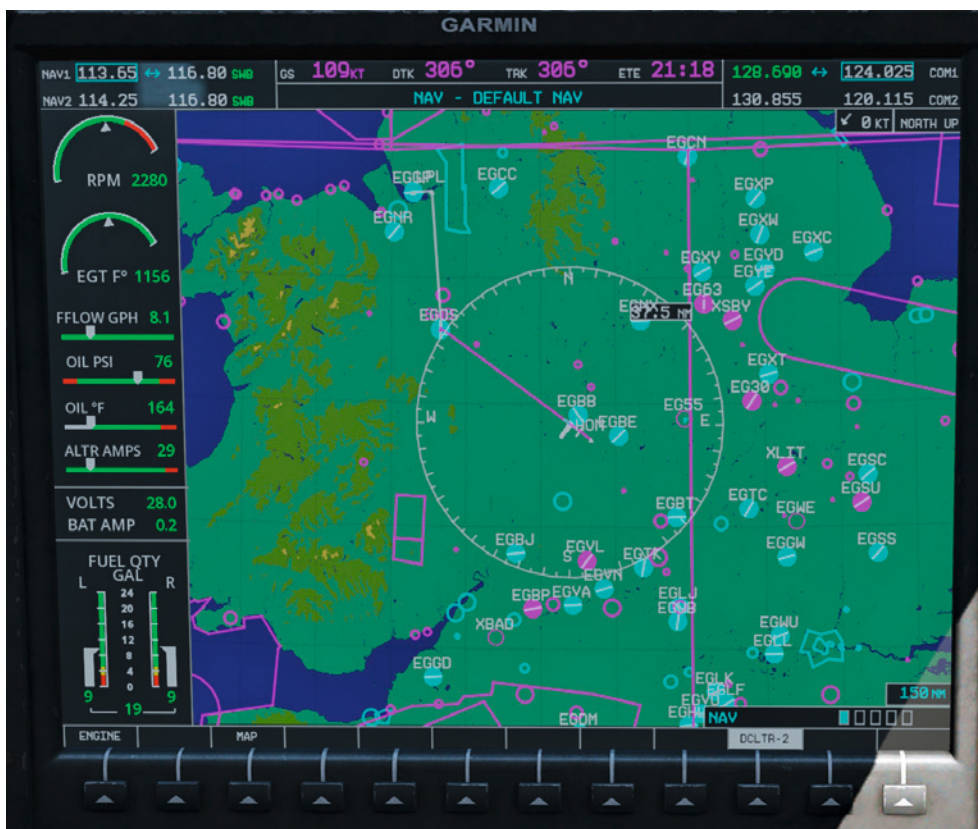 GARMIN
NAV1 113.65 ↔ 116.80 SWB
NAV2 114.25 116.80 SWB
GS 109KT DTK 306° TRK 306° ETE 21:18
NAV - DEFAULT NAV
128.690 ↔ 124.025 COM1
130.855 120.115 COM2
0 KT NORTH UP
RPM 2280
EGT F° 1156
FFLOW GPH 8.1
OIL PSI 76
OIL °F 164
ALTR AMPS 29
VOLTS 28.0
BAT AMP 0.2
FUEL QTY
GAL
L R
24
20
16
12
8
4
0
9 9
19
EGCN
EGCC
EGNR
EGXP
EGXW
EGXC
EGXY
EGYD
EGYE
EG63
XSBY
37.5 NM
EGOS
N
EGXT
EG30
EGBB
HON
EGBE
EG55
W
E
XLIT
EGSC
EGSU
EGTC
EGWE
EGBT
EGBJ
EGVL
S
EGTK
EGGW
EGSS
EGVN
EGBP
EGVA
EGLJ
EGUB
XBAD
EGWU
EGLL
EGGD
EGLK
EGLF
EGDM
150 NM
NAV
ENGINE MAP DCLTR-2